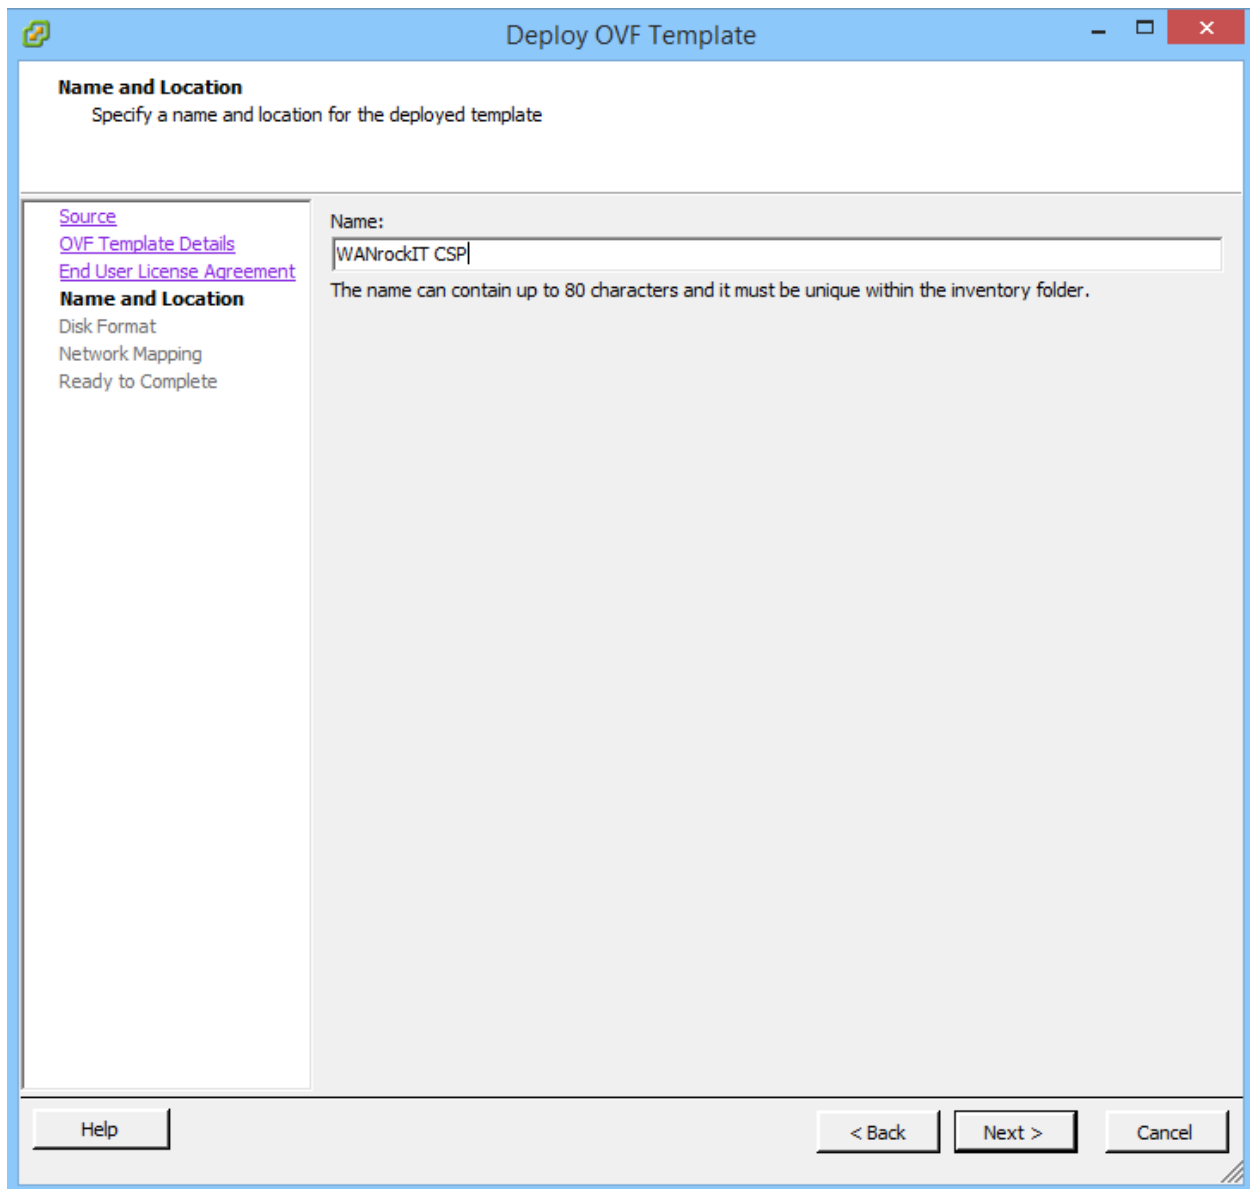 Deploy OVF Template
Name and Location
Specify a name and location for the deployed template
Source
OVF Template Details
End User License Agreement
Name and Location
Disk Format
Network Mapping
Ready to Complete
Name:
WANrockIT CSP
The name can contain up to 80 characters and it must be unique within the inventory folder.
Help
< Back
Next >
Cancel